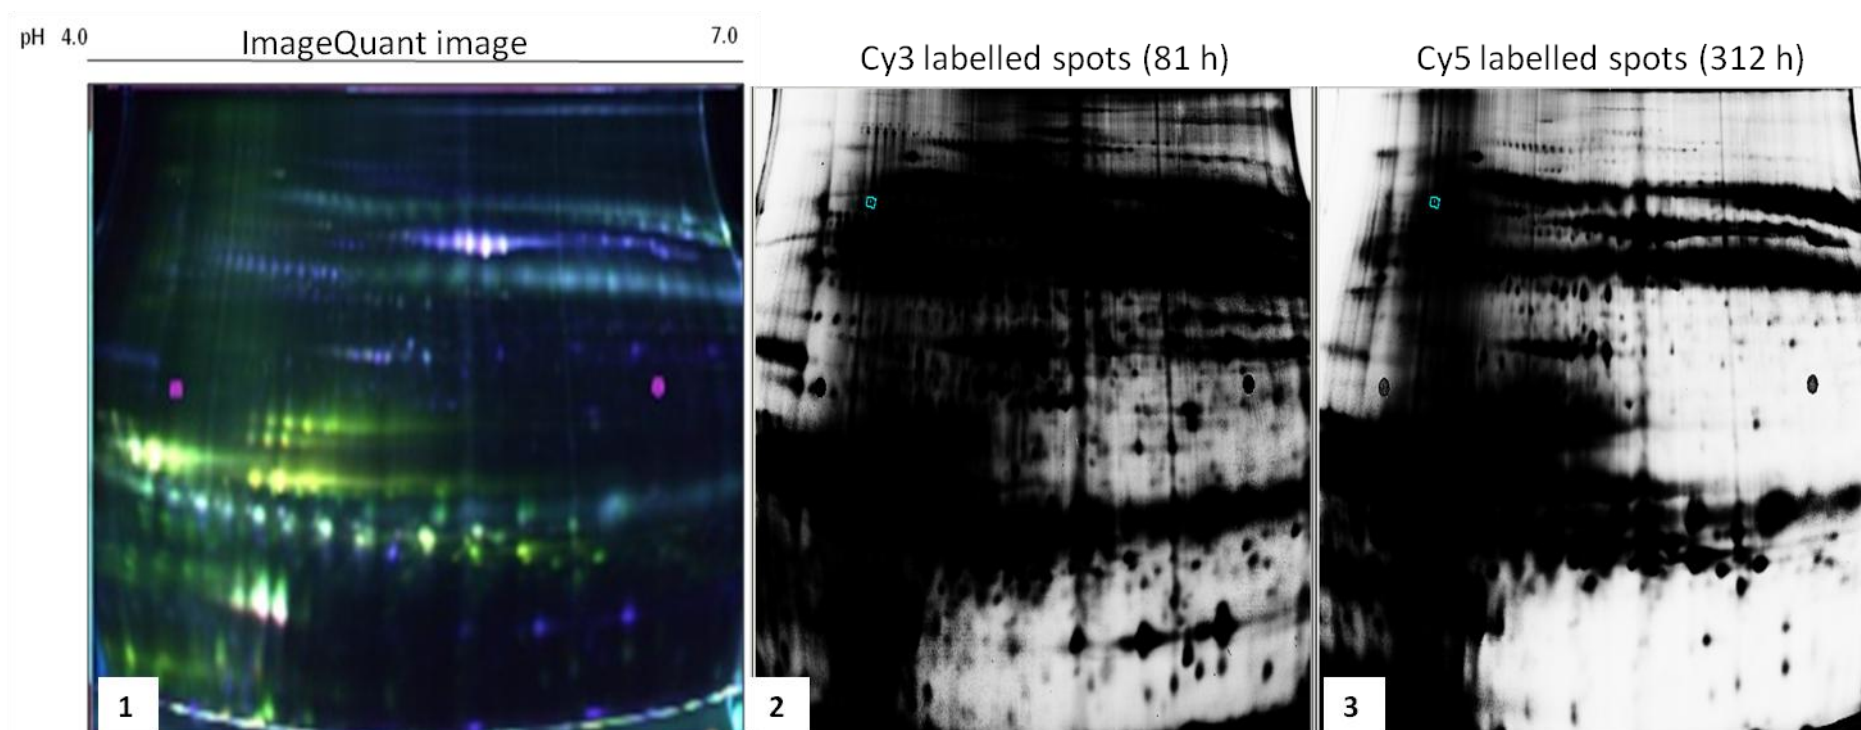 pH 4.0
ImageQuant image
7.0
Cy3 labelled spots (81 h)
Cy5 labelled spots (312 h)
1
2
3